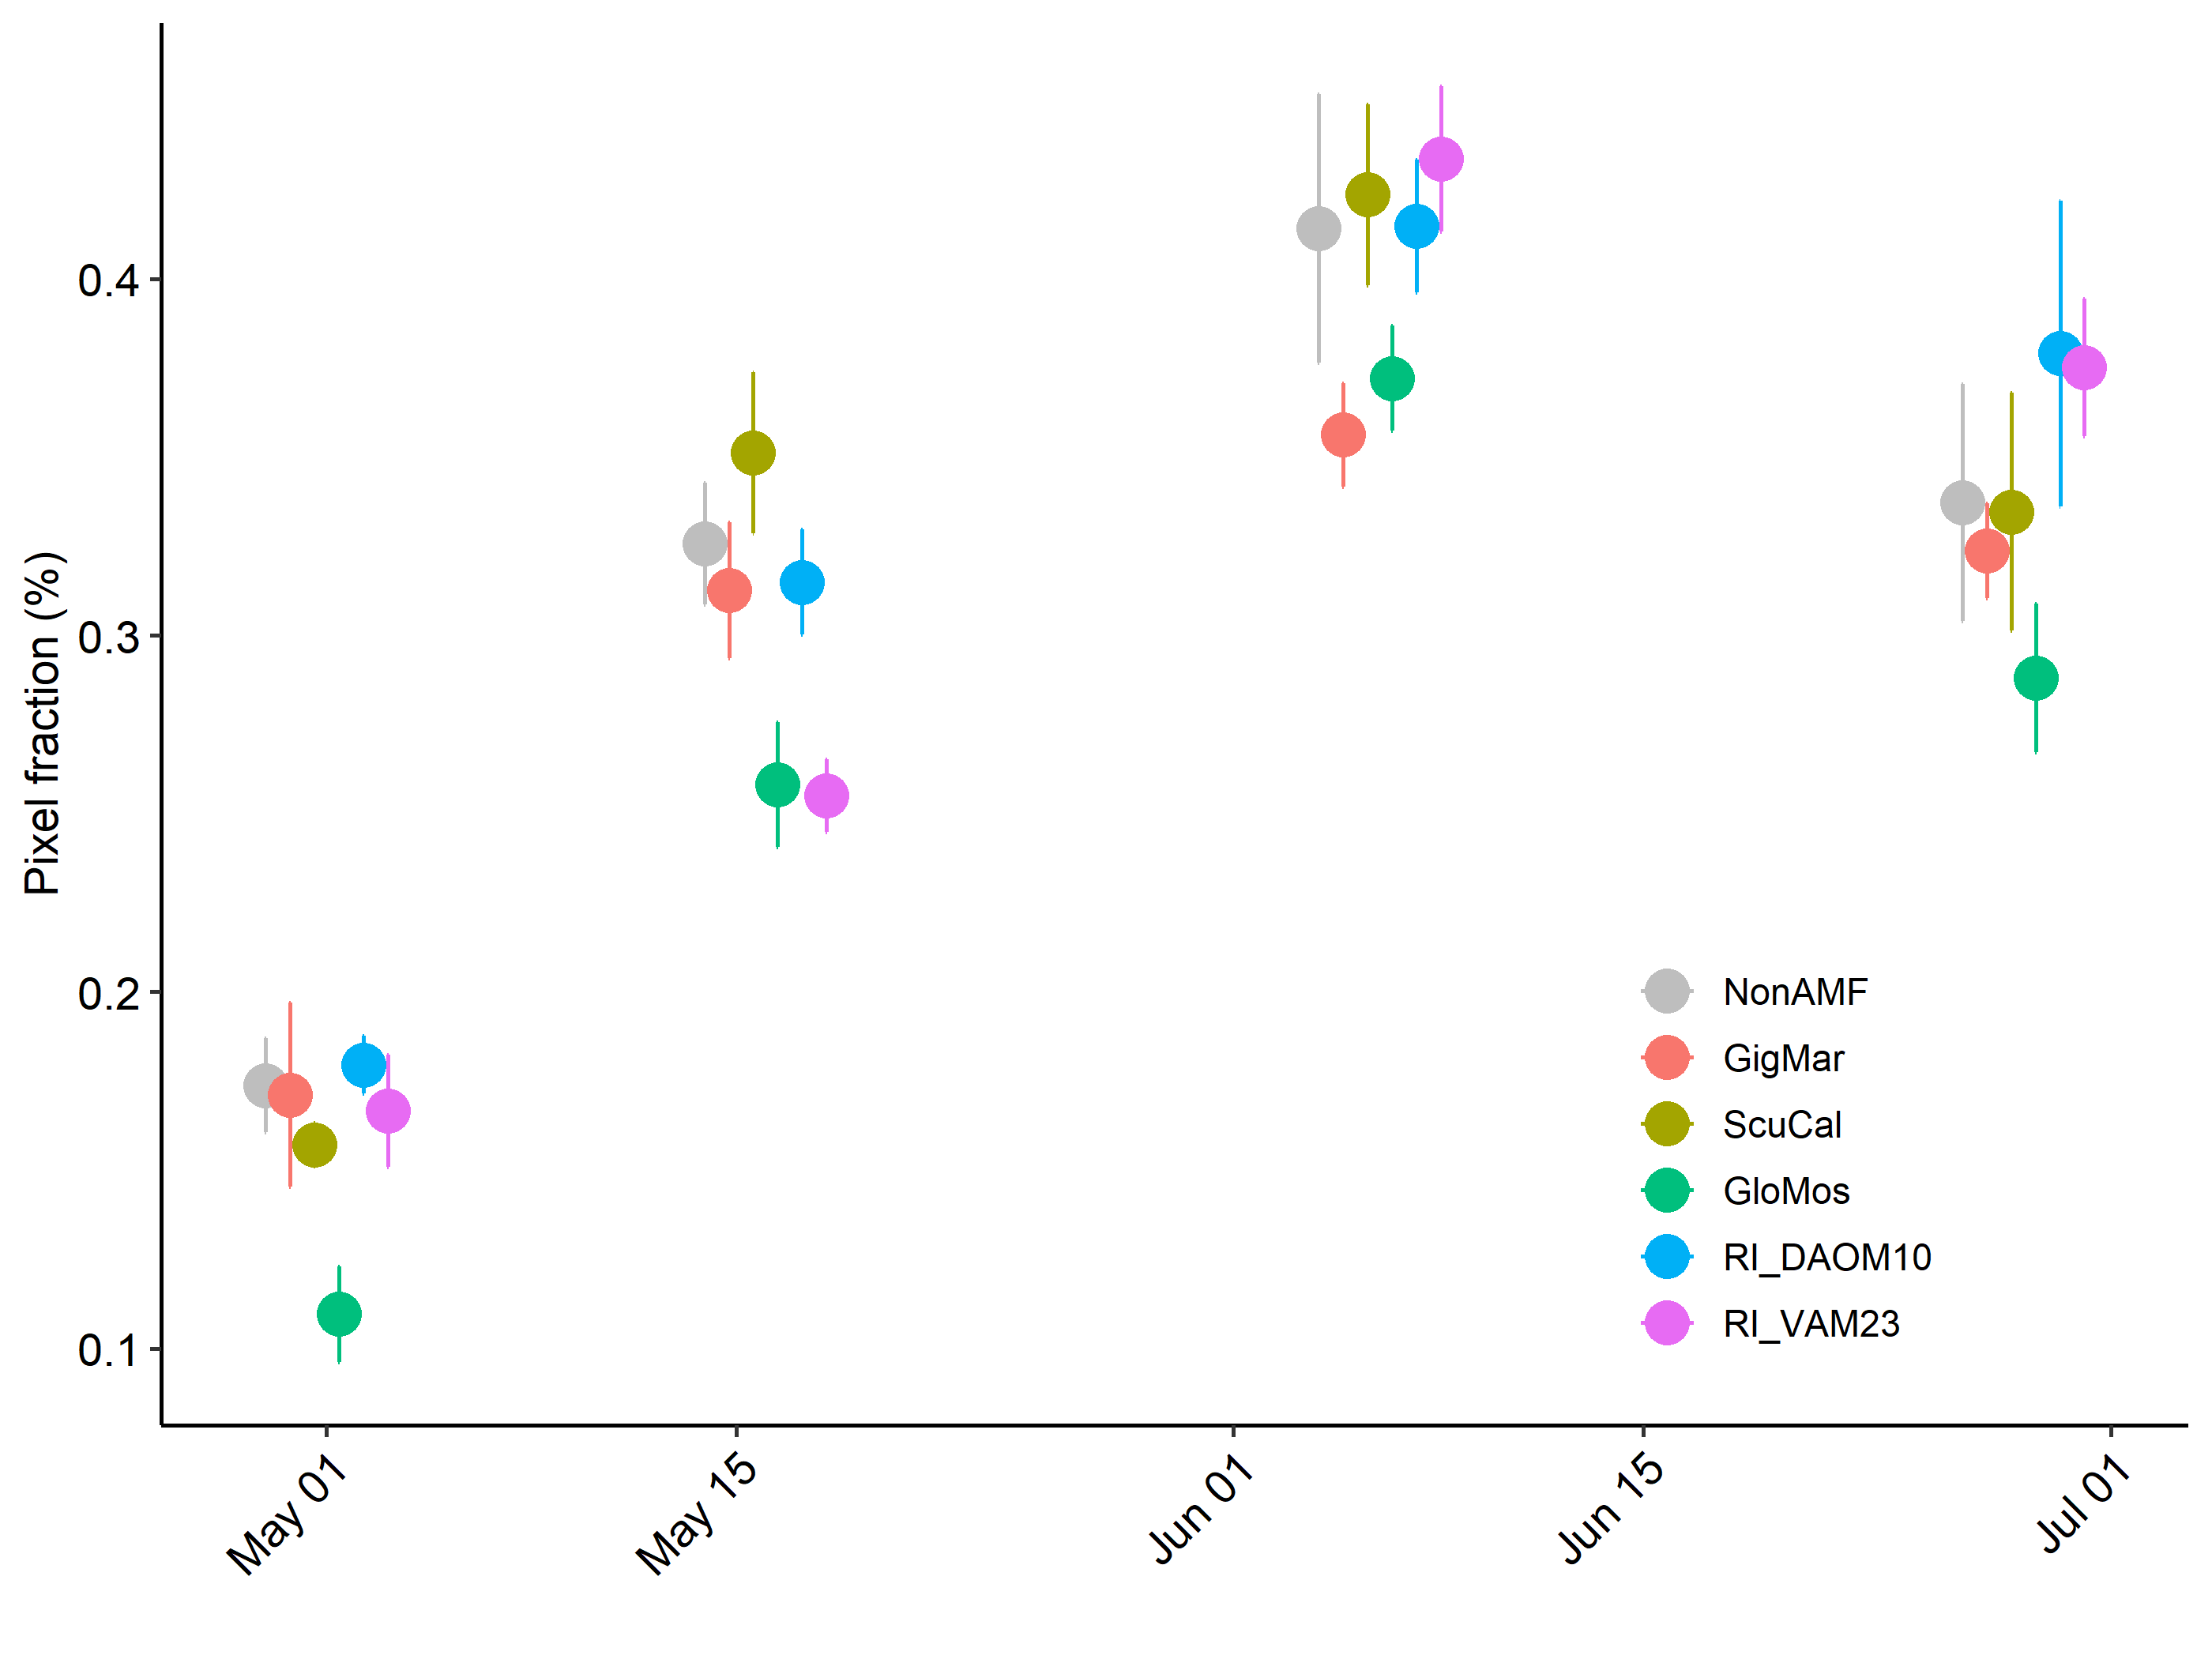 Pixel fraction (%)
0.4
0.3
0.2
0.1
May 01
May 15
Jun 01
Jun 15
Jul 01
NonAMF
GigMar
ScuCal
GloMos
RI_DAOM10
RI_VAM23